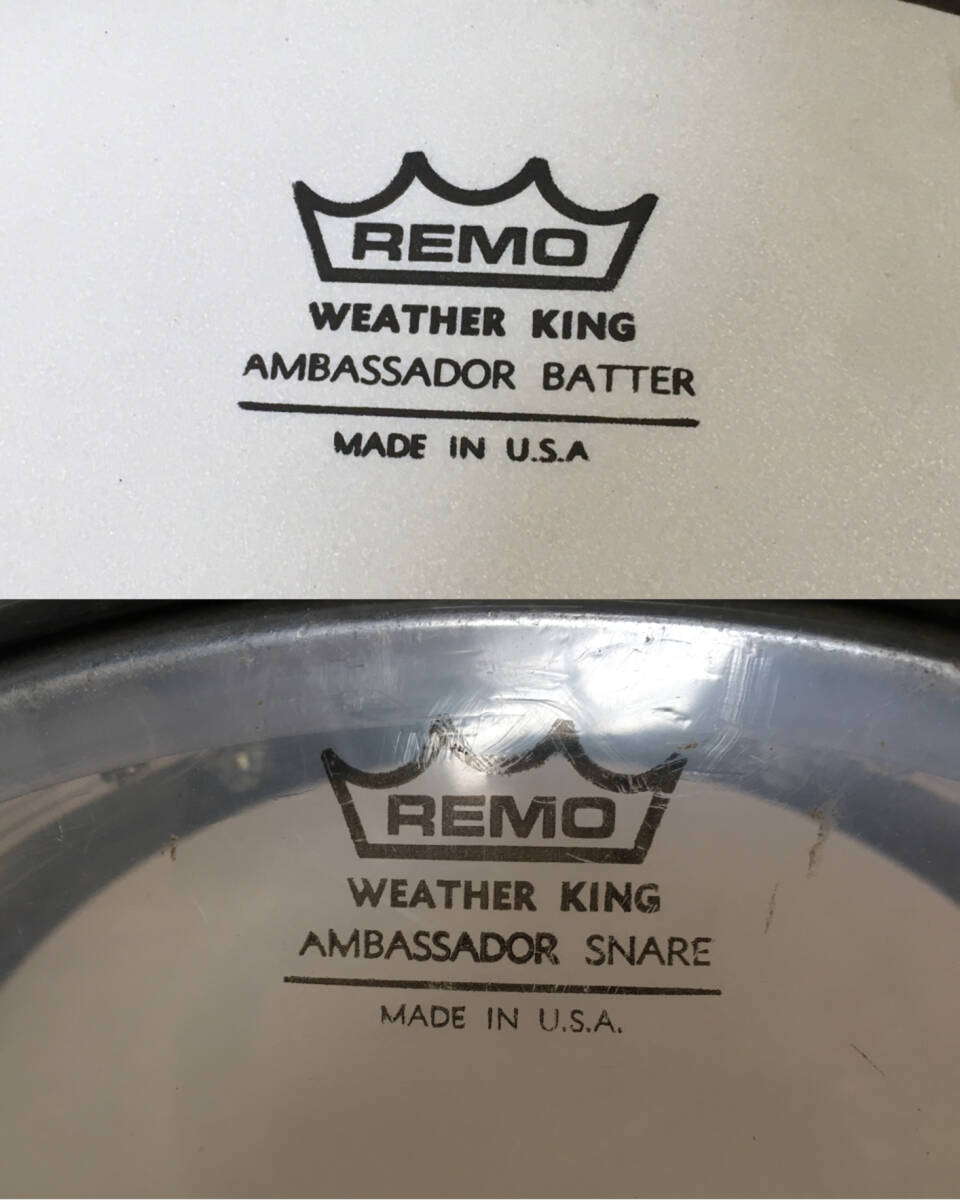 REMO
WEATHER KING
AMBASSADOR BATTER
MADE IN U.S.A
REMO
WEATHER KING
AMBASSADOR SNARE
MADE IN U.S.A.